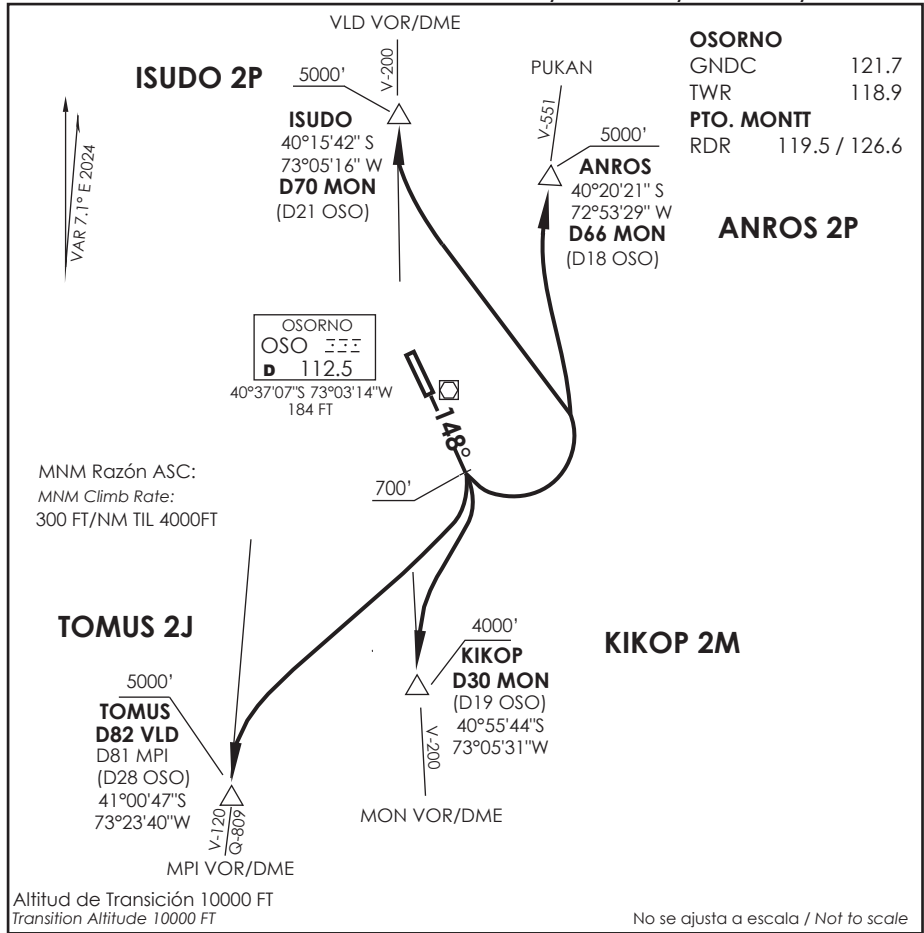 VLD VOR/DME
V-200
ISUDO 2P
5000'
ISUDO
40°15'42" S
73°05'16" W
D70 MON
(D21 OSO)
PUKAN
V-551
5000'
ANROS
40°20'21" S
72°53'29" W
D66 MON
(D18 OSO)
ANROS 2P
OSORNO
GNDC 121.7
TWR 118.9
PTO. MONTT
RDR 119.5 / 126.6
VAR 7.1° E 2024
OSORNO
OSO
D 112.5
40°37'07"S 73°03'14"W
184 FT
148°
700'
MNM Razón ASC:
MNM Climb Rate:
300 FT/NM TIL 4000FT
TOMUS 2J
5000'
TOMUS
D82 VLD
D81 MPI
(D28 OSO)
41°00'47"S
73°23'40"W
V-120
Q-809
MPI VOR/DME
4000'
KIKOP
D30 MON
(D19 OSO)
40°55'44"S
73°05'31"W
V-200
MON VOR/DME
KIKOP 2M
Altitud de Transición 10000 FT
Transition Altitude 10000 FT
No se ajusta a escala / Not to scale